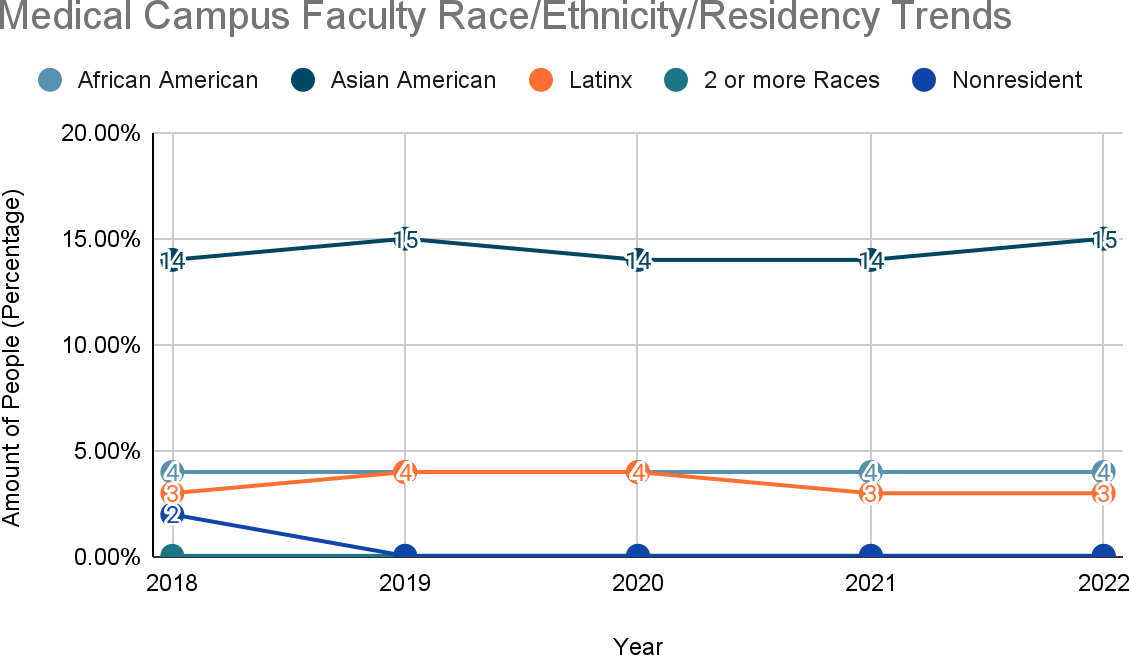 Medical Campus Faculty Race/Ethnicity/Residency Trends
African American Asian American Latinx 2 or more Races Nonresident
20.00%
15.00%
10.00%
5.00%
0.00%
Amount of People (Percentage)
14 15 14 14 15
4 4 4 4 4
3 3 3
2
2018 2019 2020 2021 2022
Year